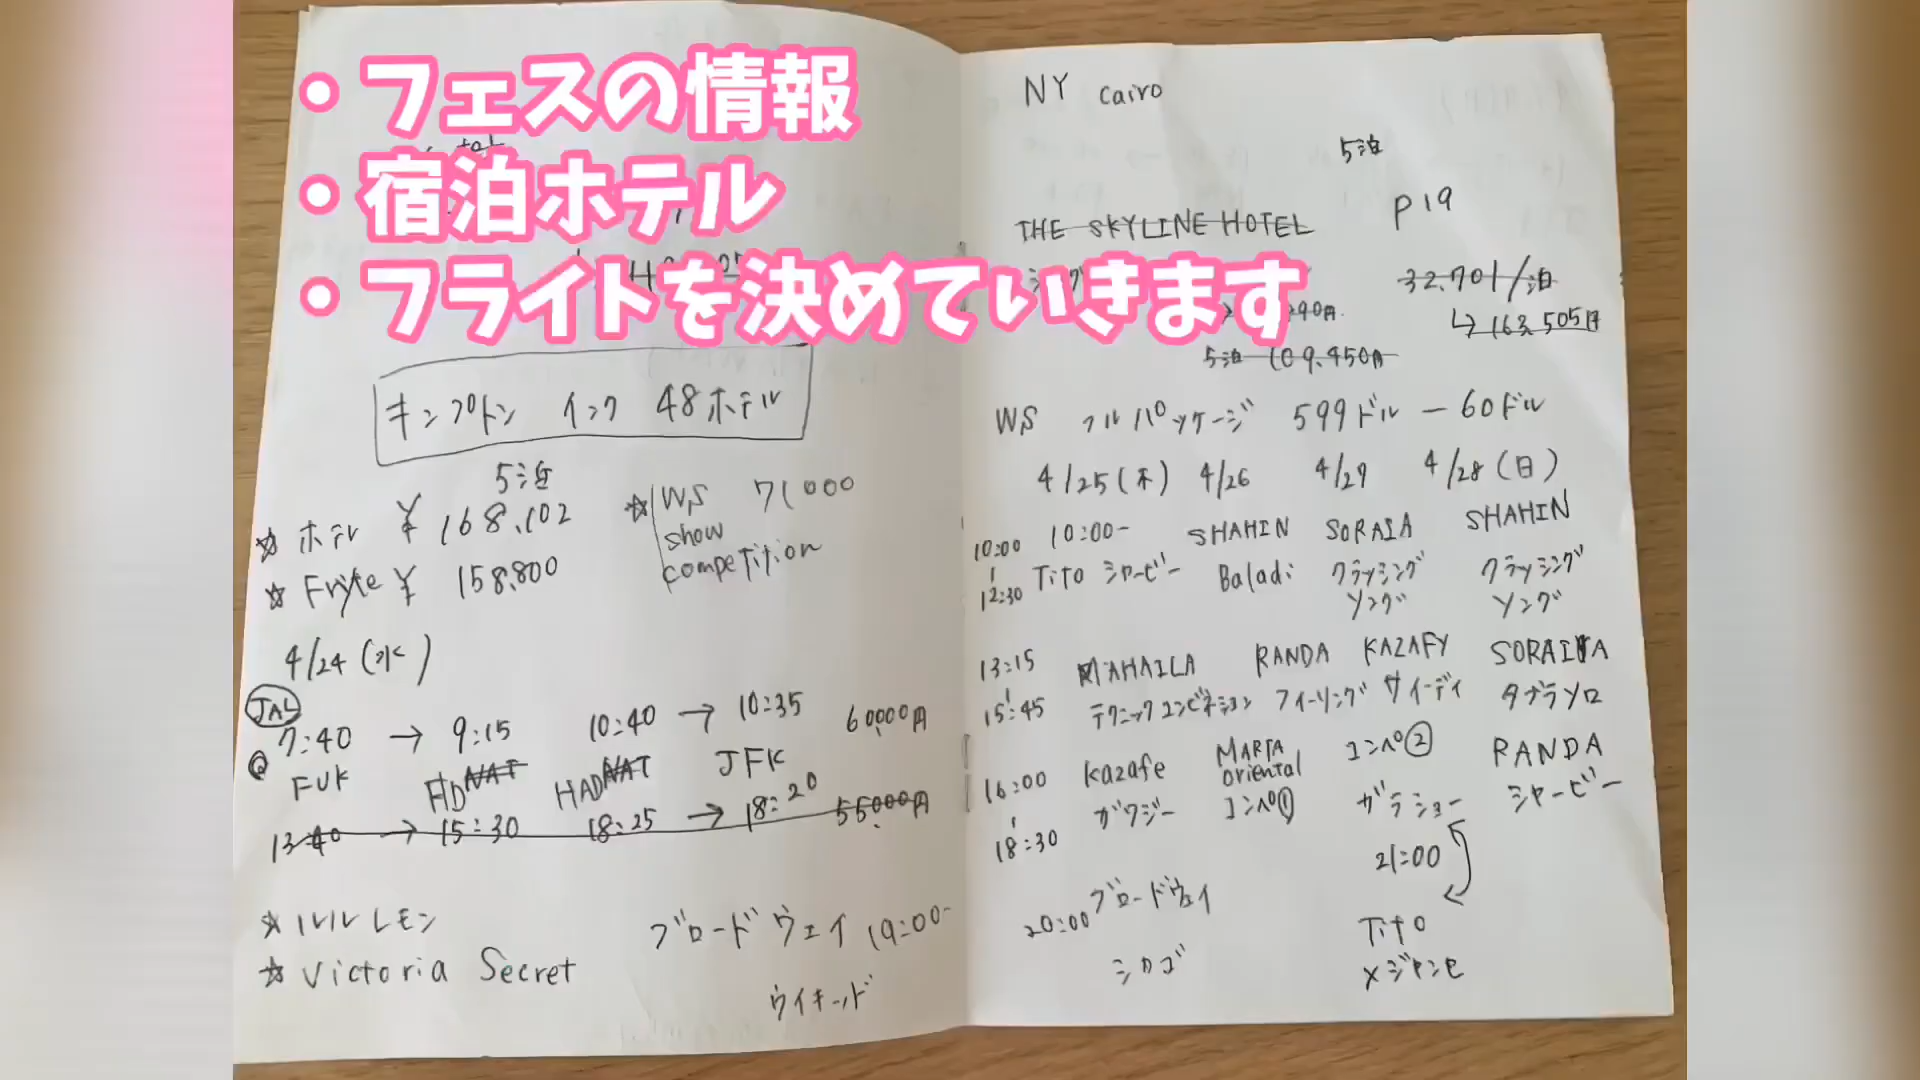 ・フェスの情報
・宿泊ホテル
・フライトを決めていきます
キンプトン インク 48ホテル
5泊
☆ ホテル ¥168,102
☆ Fryte ¥158,800
☆ WS 71000
show
competition
4/24(水)
JAL
7:40 → 9:15 10:40 → 10:35 60000円
FUK HD NAT HAD NAT JFK
13:40 → 15:30 18:25 → 18:20 55000円
☆ ルルレモン
☆ Victoria Secret
ブロードウェイ 19:00-
ウィキッド
NY cairo
5泊
THE SKYLINE HOTEL P19
32.701/泊
↳ 163,505円
5泊 109.450円
WS フルパッケージ 599ドル - 60ドル
4/25(木) 4/26 4/27 4/28(日)
10:00 10:00- SHAHIN SORAIA SHAHIN
12:30 Tito シャービー Baladi クラッシング クラッシング
ソング ソング
13:15 MAHAILA RANDA KAZAFY SORAIYA
15:45 テクニックコンビネーション フィーリング サイーディ タブラソロ
16:00 kazafe MARTA コンペ② RANDA
oriental
18:30 ガワジー コンペ① ガラショー シャービー
21:00
20:00 ブロードウェイ Tito
シカゴ メジャンセ